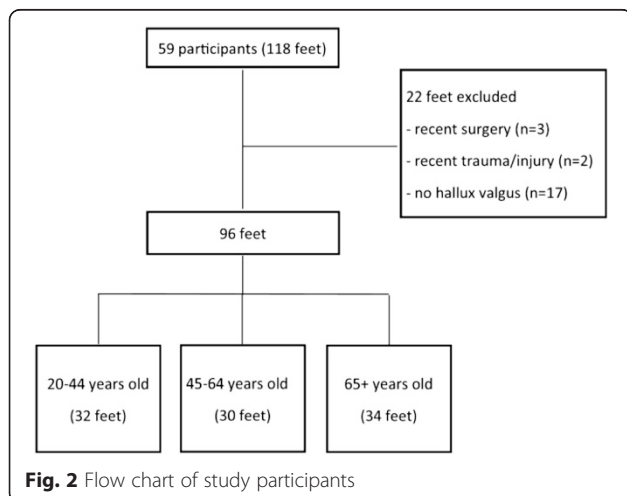 59 participants (118 feet)
22 feet excluded
- recent surgery (n=3)
- recent trauma/injury (n=2)
- no hallux valgus (n=17)
96 feet
20-44 years old
(32 feet)
45-64 years old
(30 feet)
65+ years old
(34 feet)
Fig. 2 Flow chart of study participants